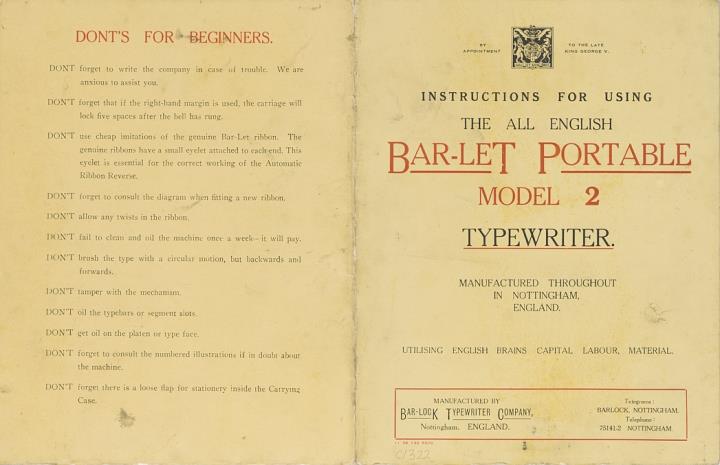 DONT'S FOR BEGINNERS.
DON'T forget to write the company in case of trouble. We are
anxious to assist you.
DON'T forget that if the right-hand margin is used, the carriage will
lock five spaces after the bell has rung.
DON'T use cheap imitations of the genuine Bar-Let ribbon. The
genuine ribbons have a small eyelet attached to each end. This
eyelet is essential for the correct working of the Automatic
Ribbon Reverse.
DON'T forget to consult the diagram when fitting a new ribbon.
DON'T allow any twists in the ribbon.
DON'T fail to clean and oil the machine once a week—it will pay.
DON'T brush the type with a circular motion, but backwards and
forwards.
DON'T tamper with the mechanism.
DON'T oil the typebars or segment slots.
DON'T get oil on the platen or type face.
DON'T forget to consult the numbered illustrations if in doubt about
the machine.
DON'T forget there is a loose flap for stationery inside the Carrying
Case.
BY APPOINTMENT
TO THE LATE KING GEORGE V.
INSTRUCTIONS FOR USING
THE ALL ENGLISH
BAR-LET PORTABLE
MODEL 2
TYPEWRITER.
MANUFACTURED THROUGHOUT
IN NOTTINGHAM,
ENGLAND.
UTILISING ENGLISH BRAINS CAPITAL LABOUR, MATERIAL.
MANUFACTURED BY
BAR-LOCK TYPEWRITER COMPANY,
Nottingham, ENGLAND.
Telegrams:
BARLOCK, NOTTINGHAM.
Telephone:
75141-2 NOTTINGHAM
C/322